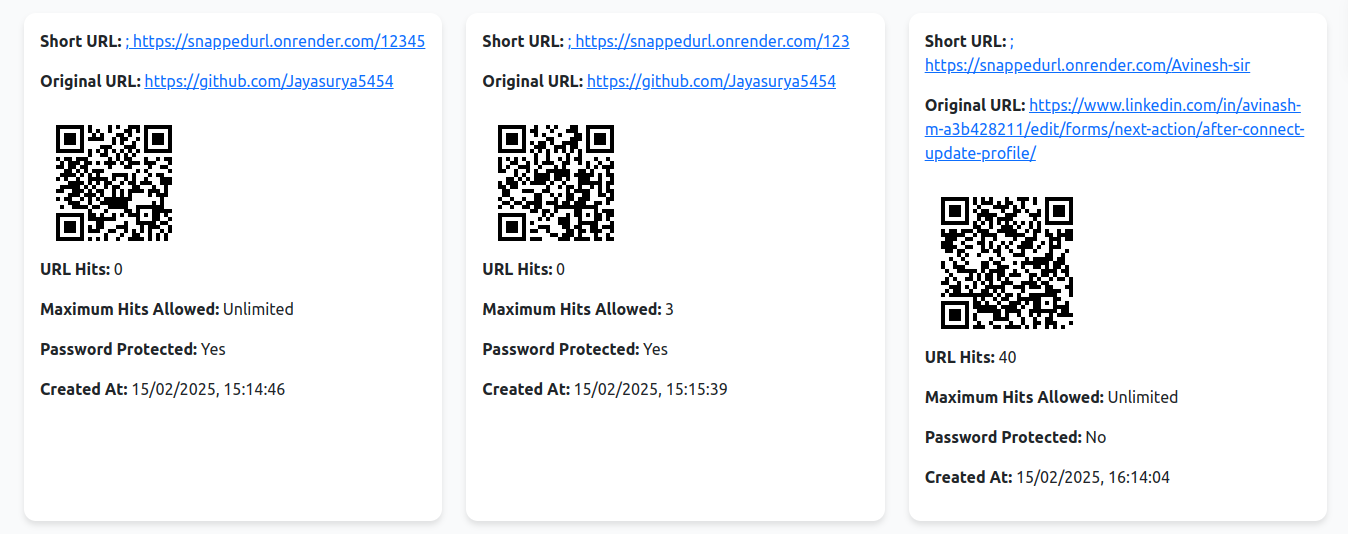 Short URL: ; https://snappedurl.onrender.com/12345
Original URL: https://github.com/Jayasurya5454
URL Hits: 0
Maximum Hits Allowed: Unlimited
Password Protected: Yes
Created At: 15/02/2025, 15:14:46
Short URL: ; https://snappedurl.onrender.com/123
Original URL: https://github.com/Jayasurya5454
URL Hits: 0
Maximum Hits Allowed: 3
Password Protected: Yes
Created At: 15/02/2025, 15:15:39
Short URL: ;
https://snappedurl.onrender.com/Avinesh-sir
Original URL: https://www.linkedin.com/in/avinash-
m-a3b428211/edit/forms/next-action/after-connect-
update-profile/
URL Hits: 40
Maximum Hits Allowed: Unlimited
Password Protected: No
Created At: 15/02/2025, 16:14:04